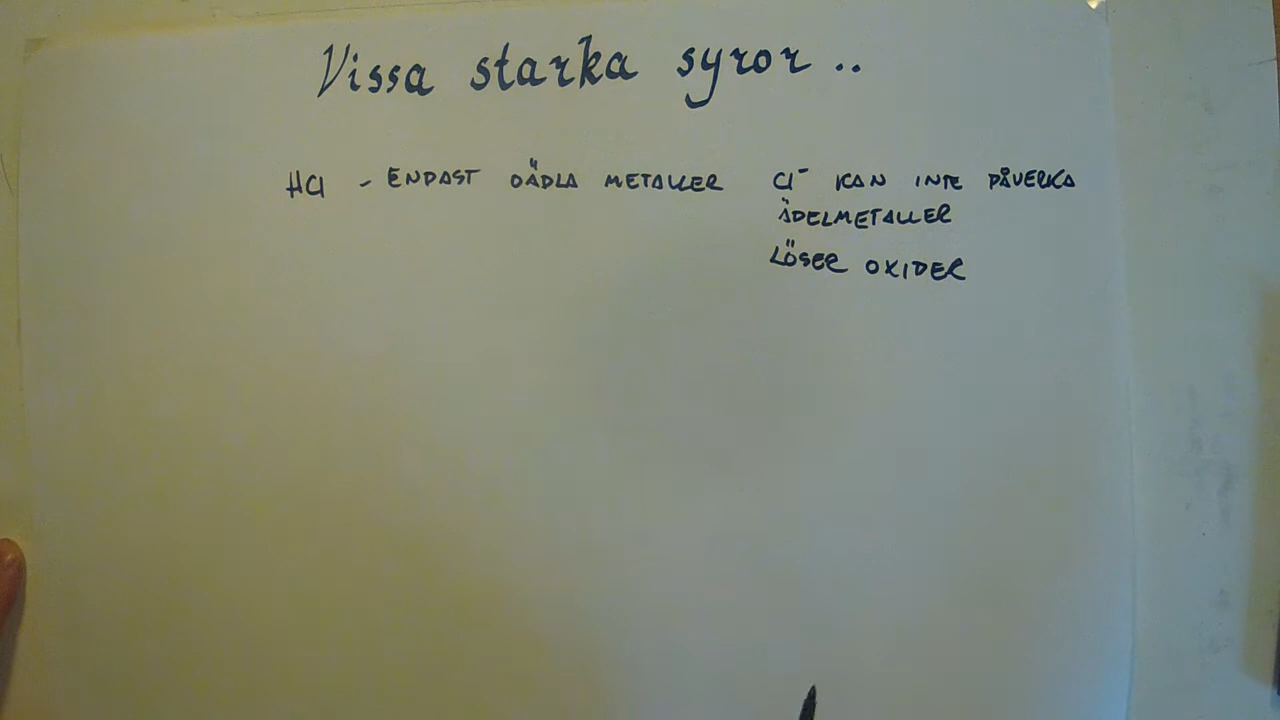 Vissa starka syror ..
HCl - ENDAST OÄDLA METALLER Cl⁻ KAN INTE PÅVERKA
ÄDELMETALLER
LÖSER OXIDER